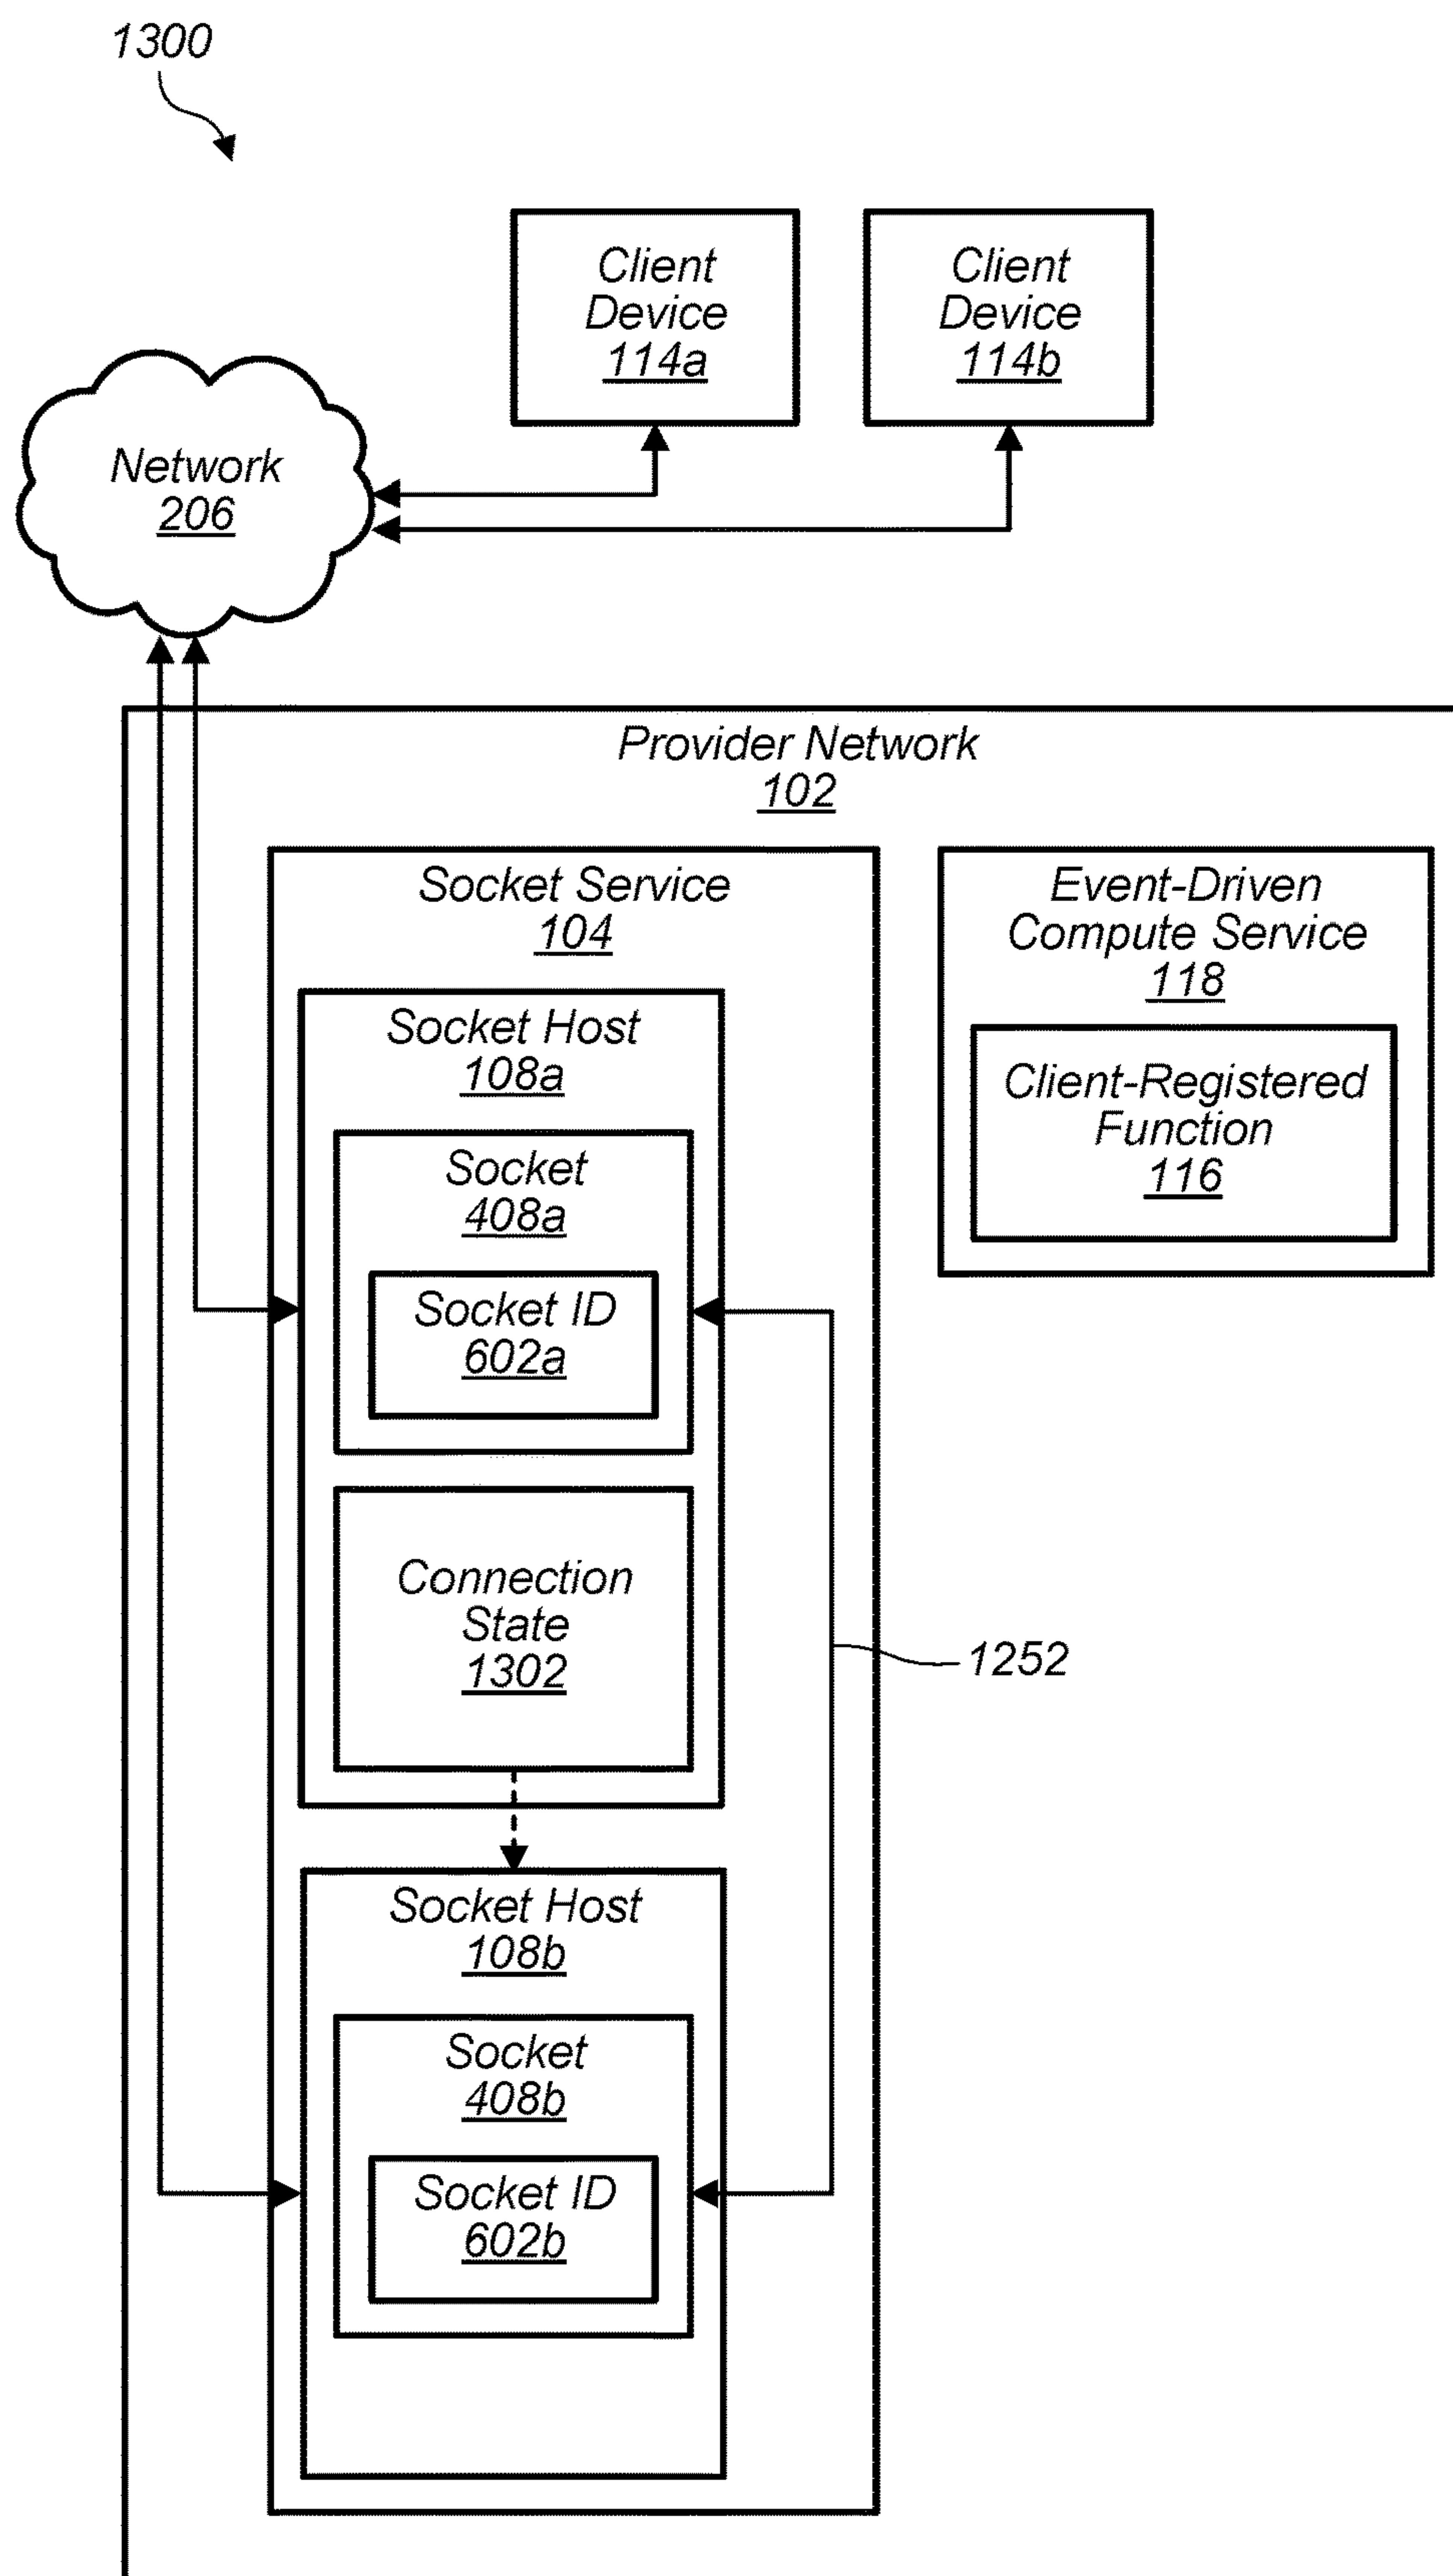 1300
Client
Device
114a
Client
Device
114b
Network
206
Provider Network
102
Socket Service
104
Event-Driven
Compute Service
118
Client-Registered
Function
116
Socket Host
108a
Socket
408a
Socket ID
602a
Connection
State
1302
1252
Socket Host
108b
Socket
408b
Socket ID
602b